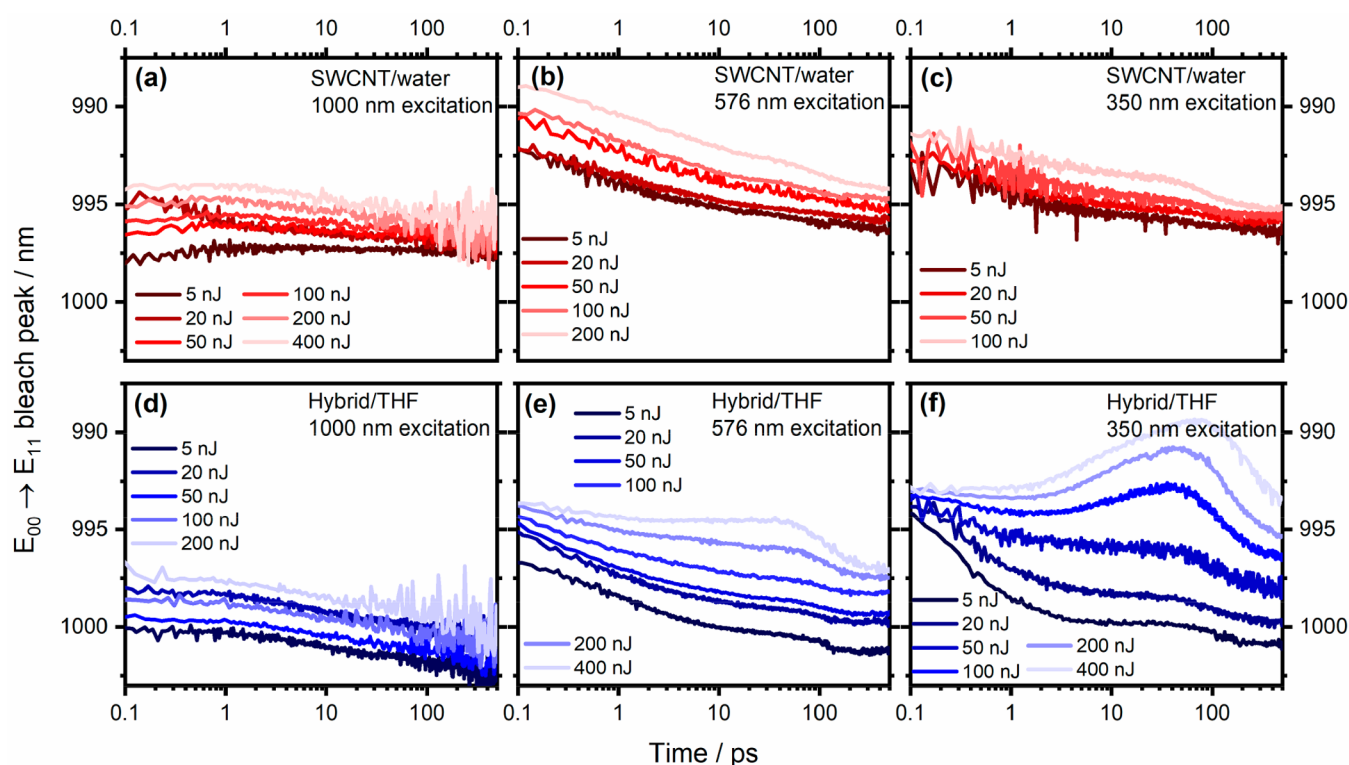 0.1 1 10 100 0.1 1 10 100 0.1 1 10 100
(a) SWCNT/water
1000 nm excitation
(b) SWCNT/water
576 nm excitation
(c) SWCNT/water
350 nm excitation
990
995
1000
990
995
1000
5 nJ 100 nJ
20 nJ 200 nJ
50 nJ 400 nJ
5 nJ
20 nJ
50 nJ
100 nJ
200 nJ
5 nJ
20 nJ
50 nJ
100 nJ
(d) Hybrid/THF
1000 nm excitation
(e) Hybrid/THF
576 nm excitation
(f) Hybrid/THF
350 nm excitation
990
995
1000
990
995
1000
5 nJ
20 nJ
50 nJ
100 nJ
200 nJ
5 nJ
20 nJ
50 nJ
100 nJ
200 nJ
400 nJ
5 nJ
20 nJ
50 nJ 200 nJ
100 nJ 400 nJ
0.1 1 10 100 0.1 1 10 100 0.1 1 10 100
E₀₀ → E₁₁ bleach peak / nm
Time / ps